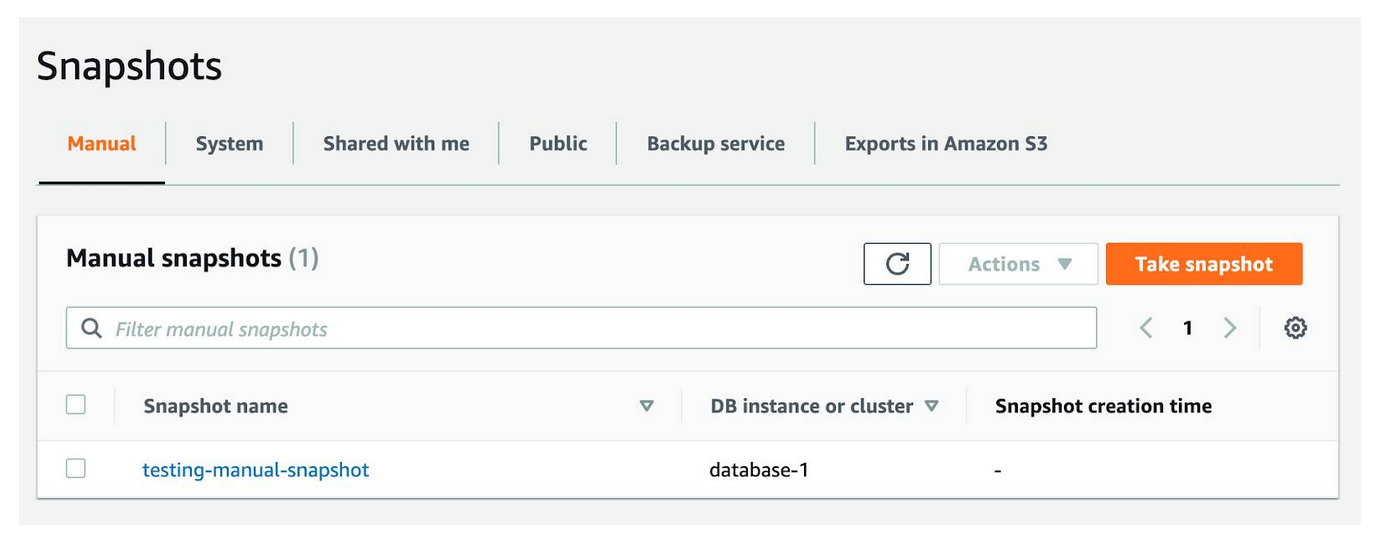 Snapshots
Manual System Shared with me Public Backup service Exports in Amazon S3
Manual snapshots (1) Actions Take snapshot
Filter manual snapshots 1
Snapshot name DB instance or cluster Snapshot creation time
testing-manual-snapshot database-1 -